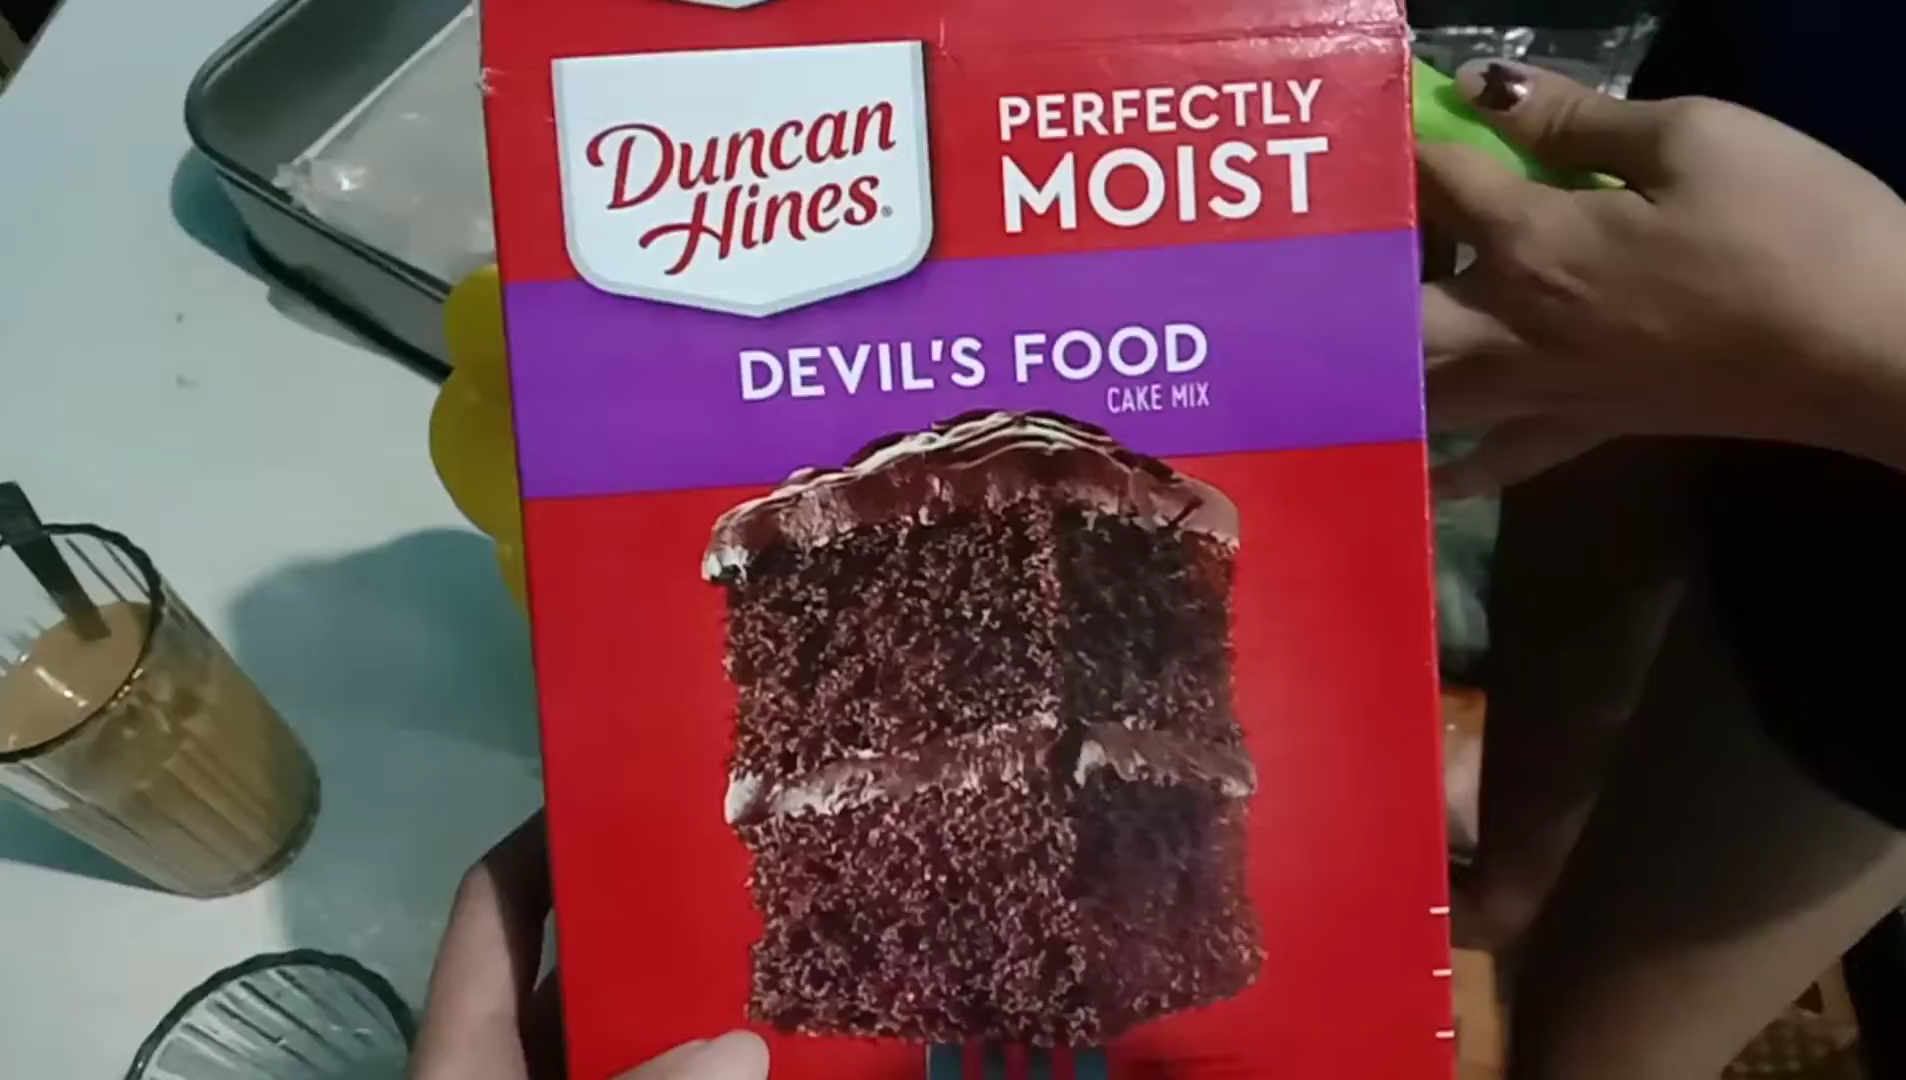 Duncan
Hines®
PERFECTLY
MOIST
DEVIL'S FOOD
CAKE MIX